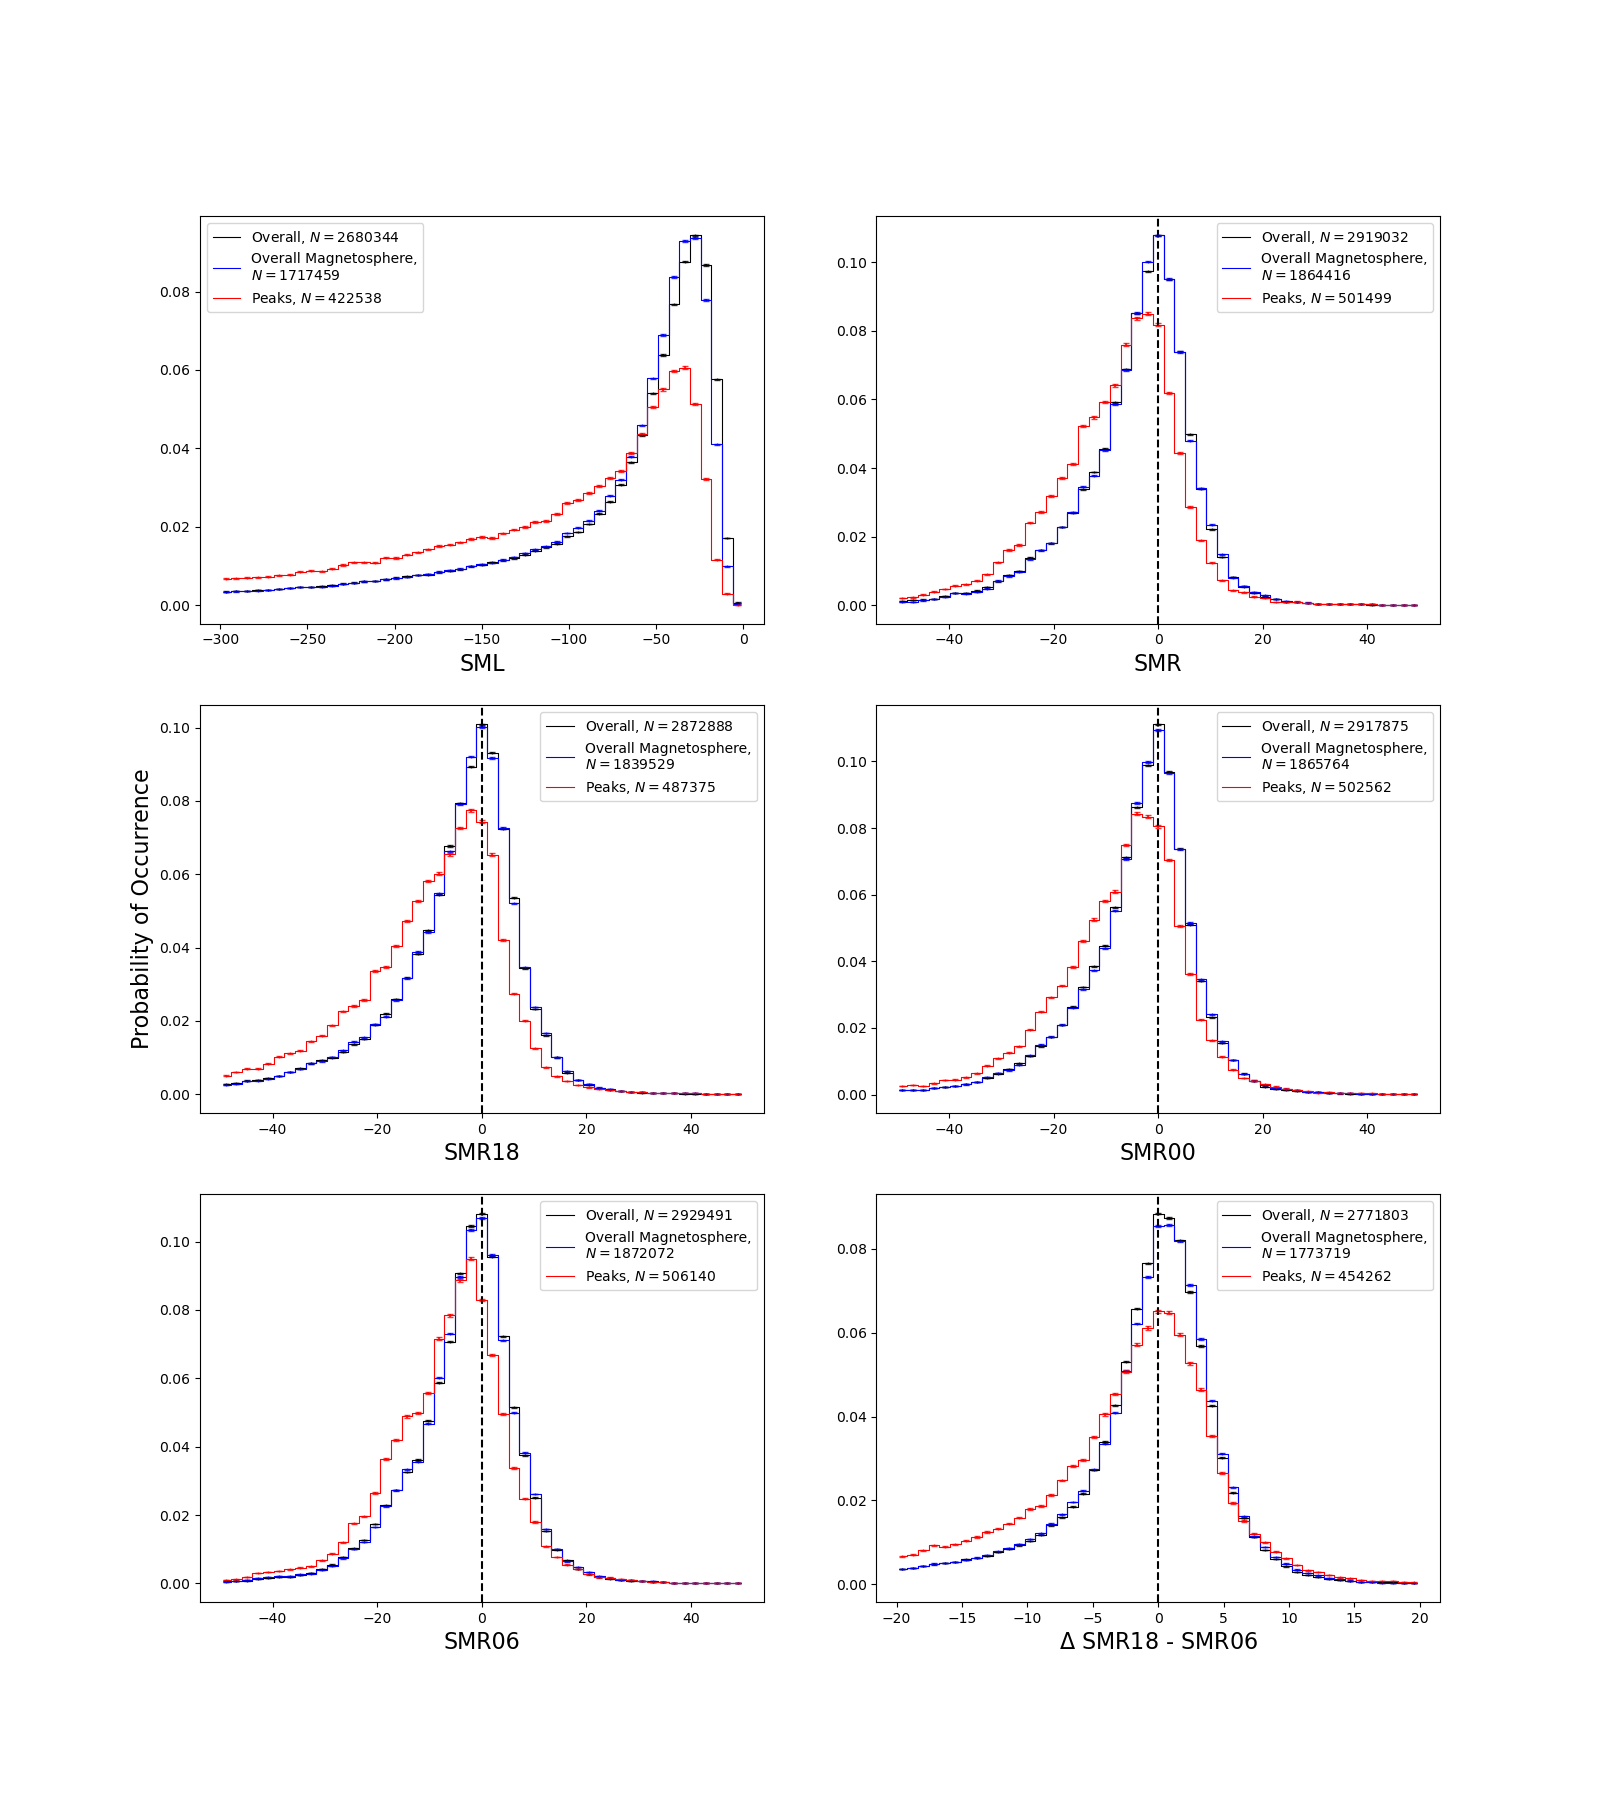 Overall, N = 2680344
Overall Magnetosphere,
N = 1717459
Peaks, N = 422538
0.08
0.06
0.04
0.02
0.00
−300 −250 −200 −150 −100 −50 0
SML
Overall, N = 2919032
Overall Magnetosphere,
N = 1864416
Peaks, N = 501499
0.10
0.08
0.06
0.04
0.02
0.00
−40 −20 0 20 40
SMR
Probability of Occurrence
Overall, N = 2872888
Overall Magnetosphere,
N = 1839529
Peaks, N = 487375
0.10
0.08
0.06
0.04
0.02
0.00
−40 −20 0 20 40
SMR18
Overall, N = 2917875
Overall Magnetosphere,
N = 1865764
Peaks, N = 502562
0.10
0.08
0.06
0.04
0.02
0.00
−40 −20 0 20 40
SMR00
Overall, N = 2929491
Overall Magnetosphere,
N = 1872072
Peaks, N = 506140
0.10
0.08
0.06
0.04
0.02
0.00
−40 −20 0 20 40
SMR06
Overall, N = 2771803
Overall Magnetosphere,
N = 1773719
Peaks, N = 454262
0.08
0.06
0.04
0.02
0.00
−20 −15 −10 −5 0 5 10 15 20
Δ SMR18 - SMR06